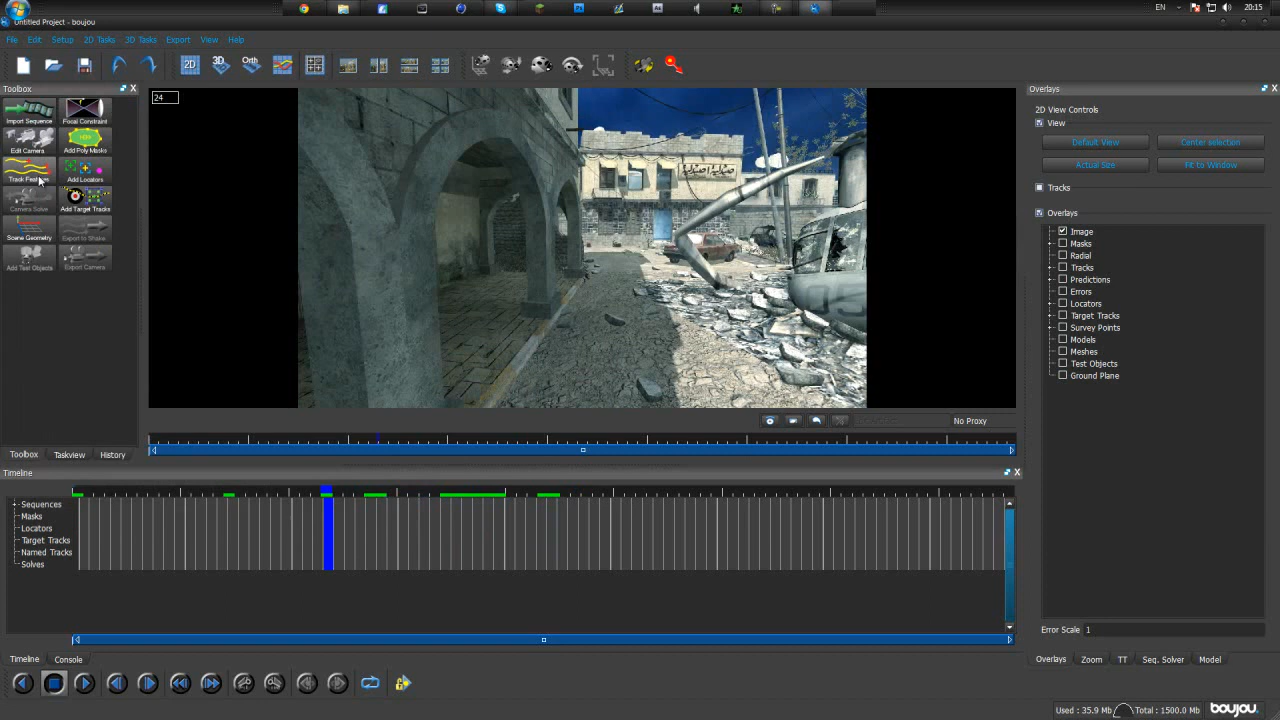 EN 20:15
Untitled Project - boujou
File Edit Setup 2D Tasks 3D Tasks Export View Help
2D 3D Orth
Toolbox
Import Sequence Focal Constraint
Edit Camera Add Poly Masks
Track Features Add Locators
Camera Solve Add Target Tracks
Scene Geometry Export to Shake
Add Test Objects Export Camera
24
No Proxy
Toolbox Taskview History
Overlays
2D View Controls
View
Default View Center selection
Actual Size Fit to Window
Tracks
Overlays
Image
Masks
Radial
Tracks
Predictions
Errors
Locators
Target Tracks
Survey Points
Models
Meshes
Test Objects
Ground Plane
Error Scale 1
Overlays Zoom TT Seq. Solver Model
Timeline
Sequences
Masks
Locators
Target Tracks
Named Tracks
Solves
Timeline Console
Used : 35.9 Mb Total : 1500.0 Mb boujou